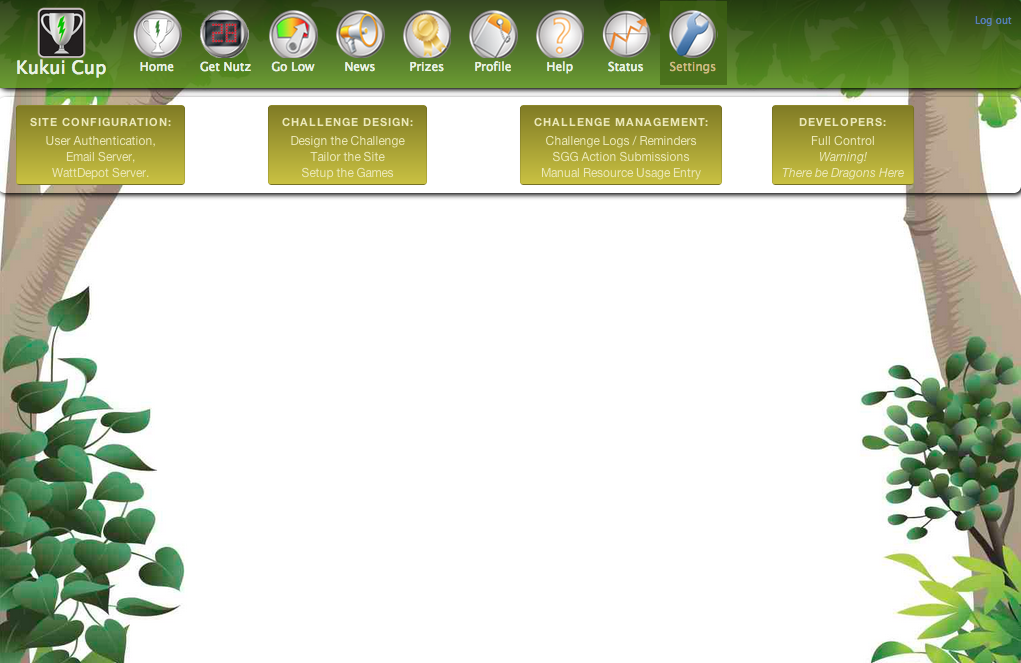 Log out
28
Kukui Cup
Home
Get Nutz
Go Low
News
Prizes
Profile
Help
Status
Settings
SITE CONFIGURATION:
User Authentication,
Email Server,
WattDepot Server.
CHALLENGE DESIGN:
Design the Challenge
Tailor the Site
Setup the Games
CHALLENGE MANAGEMENT:
Challenge Logs / Reminders
SGG Action Submissions
Manual Resource Usage Entry
DEVELOPERS:
Full Control
Warning!
There be Dragons Here